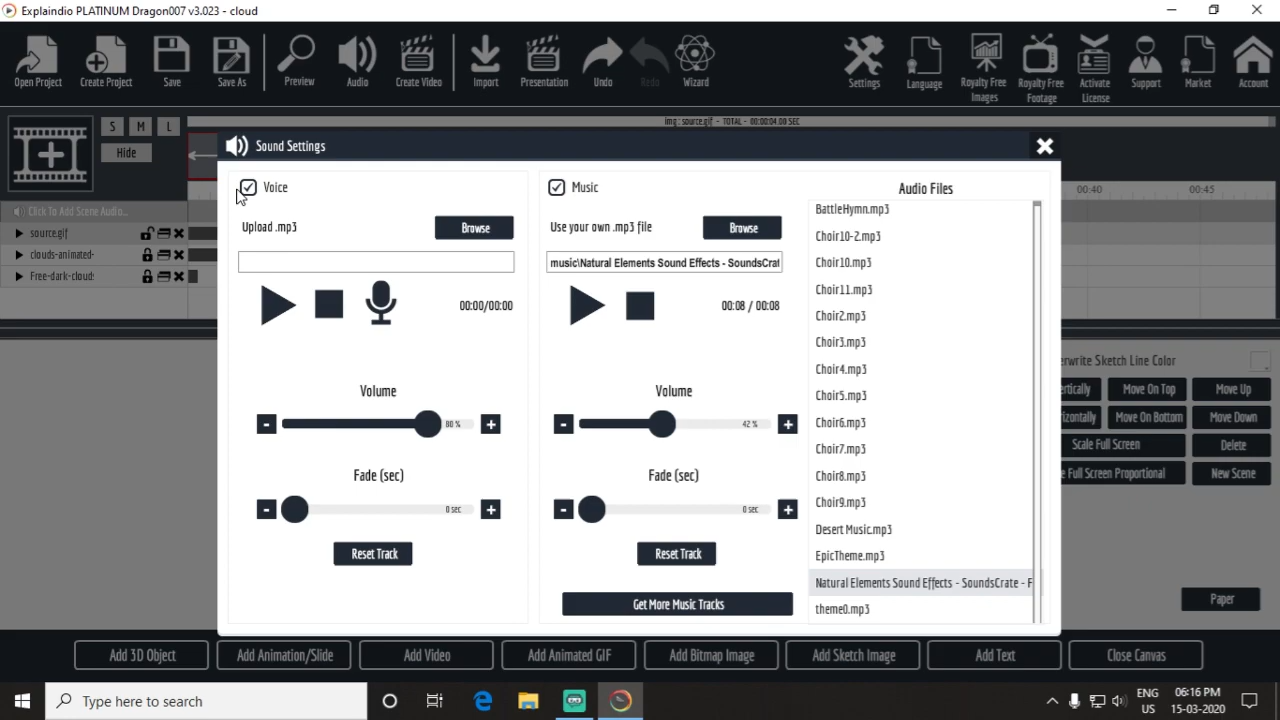 Explaindio PLATINUM Dragon007 v3.023 - cloud
Open Project
Create Project
Save
Save As
Preview
Audio
Create Video
Import
Presentation
Undo
Redo
Wizard
Settings
Language
Royalty Free
Images
Royalty Free
Footage
Activate
License
Support
Market
Account
S
M
L
Hide
img : source.gif - TOTAL - 00:00:04.00 SEC
00:40
00:45
Click To Add Scene Audio...
source.gif
clouds-animated-
Free-dark-cloud:
Sound Settings
Voice
Upload .mp3
Browse
00:00/00:00
Volume
80 %
Fade (sec)
0 sec
Reset Track
Music
Use your own .mp3 file
Browse
music\Natural Elements Sound Effects - SoundsCrat
00:08 / 00:08
Volume
42 %
Fade (sec)
0 sec
Reset Track
Get More Music Tracks
Audio Files
BattleHymn.mp3
Choir10-2.mp3
Choir10.mp3
Choir11.mp3
Choir2.mp3
Choir3.mp3
Choir4.mp3
Choir5.mp3
Choir6.mp3
Choir7.mp3
Choir8.mp3
Choir9.mp3
Desert Music.mp3
EpicTheme.mp3
Natural Elements Sound Effects - SoundsCrate - F
theme0.mp3
erwrite Sketch Line Color
ertically
Move On Top
Move Up
orizontally
Move On Bottom
Move Down
Scale Full Screen
Delete
e Full Screen Proportional
New Scene
Paper
Add 3D Object
Add Animation/Slide
Add Video
Add Animated GIF
Add Bitmap Image
Add Sketch Image
Add Text
Close Canvas
Type here to search
ENG
US
06:16 PM
15-03-2020